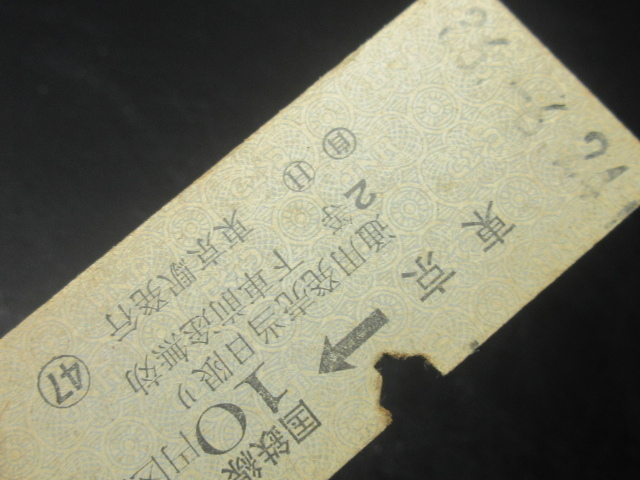 東京
国鉄線
10円区
2等
通用発売当日限り
下車前途無効
東京駅発行
㊼